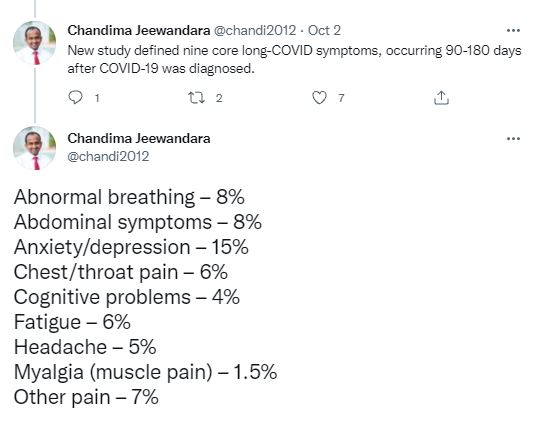 Chandima Jeewandara @chandi2012 · Oct 2
New study defined nine core long-COVID symptoms, occurring 90-180 days
after COVID-19 was diagnosed.
1 2 7
Chandima Jeewandara
@chandi2012
Abnormal breathing – 8%
Abdominal symptoms – 8%
Anxiety/depression – 15%
Chest/throat pain – 6%
Cognitive problems – 4%
Fatigue – 6%
Headache – 5%
Myalgia (muscle pain) – 1.5%
Other pain – 7%